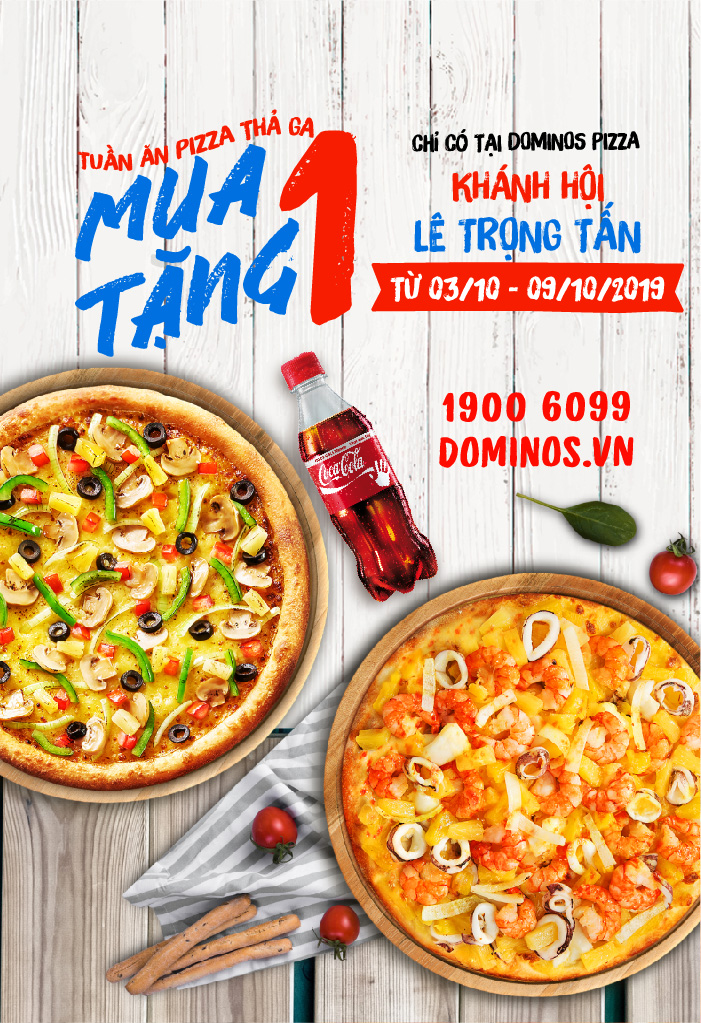 TUẦN ĂN PIZZA THẢ GA
MUA 1
TẶNG
CHỈ CÓ TẠI DOMINOS PIZZA
KHÁNH HỘI
LÊ TRỌNG TẤN
TỪ 03/10 - 09/10/2019
1900 6099
DOMINOS.VN
Coca-Cola